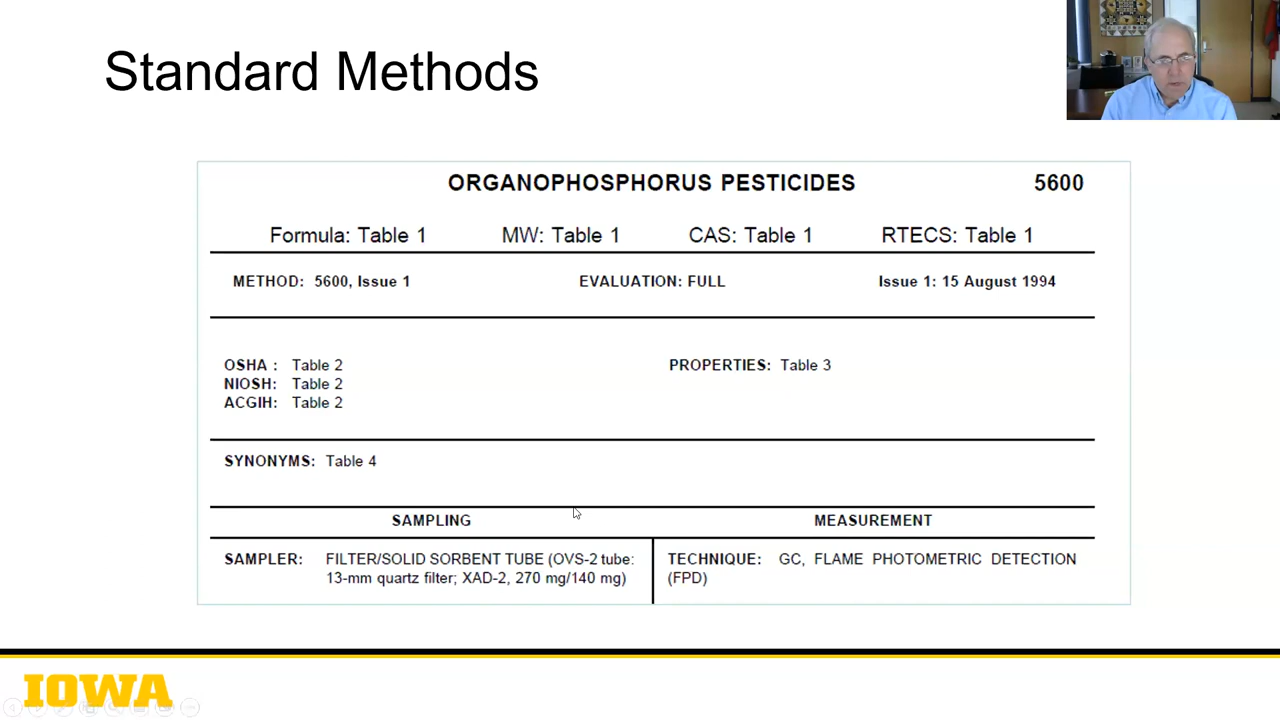 Standard Methods
ORGANOPHOSPHORUS PESTICIDES 5600
Formula: Table 1 MW: Table 1 CAS: Table 1 RTECS: Table 1
METHOD: 5600, Issue 1 EVALUATION: FULL Issue 1: 15 August 1994
OSHA : Table 2 PROPERTIES: Table 3
NIOSH: Table 2
ACGIH: Table 2
SYNONYMS: Table 4
SAMPLING MEASUREMENT
SAMPLER: FILTER/SOLID SORBENT TUBE (OVS-2 tube:
13-mm quartz filter; XAD-2, 270 mg/140 mg)
TECHNIQUE: GC, FLAME PHOTOMETRIC DETECTION
(FPD)
IOWA